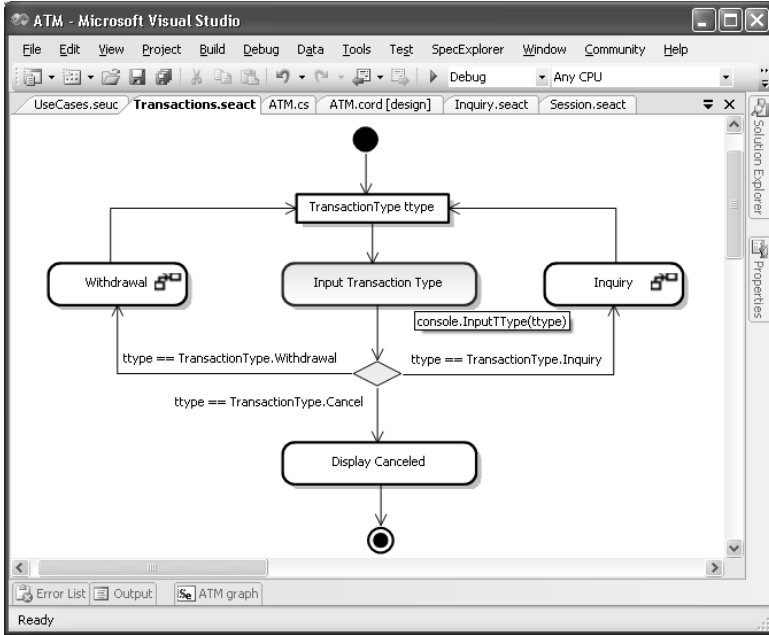 ATM - Microsoft Visual Studio
File Edit View Project Build Debug Data Tools Test SpecExplorer Window Community Help
Debug Any CPU
UseCases.seuc Transactions.seact ATM.cs ATM.cord [design] Inquiry.seact Session.seact
Solution Explorer
Properties
TransactionType ttype
Withdrawal
Input Transaction Type
Inquiry
console.InputTType(ttype)
ttype == TransactionType.Withdrawal
ttype == TransactionType.Inquiry
ttype == TransactionType.Cancel
Display Canceled
Error List Output Se ATM graph
Ready